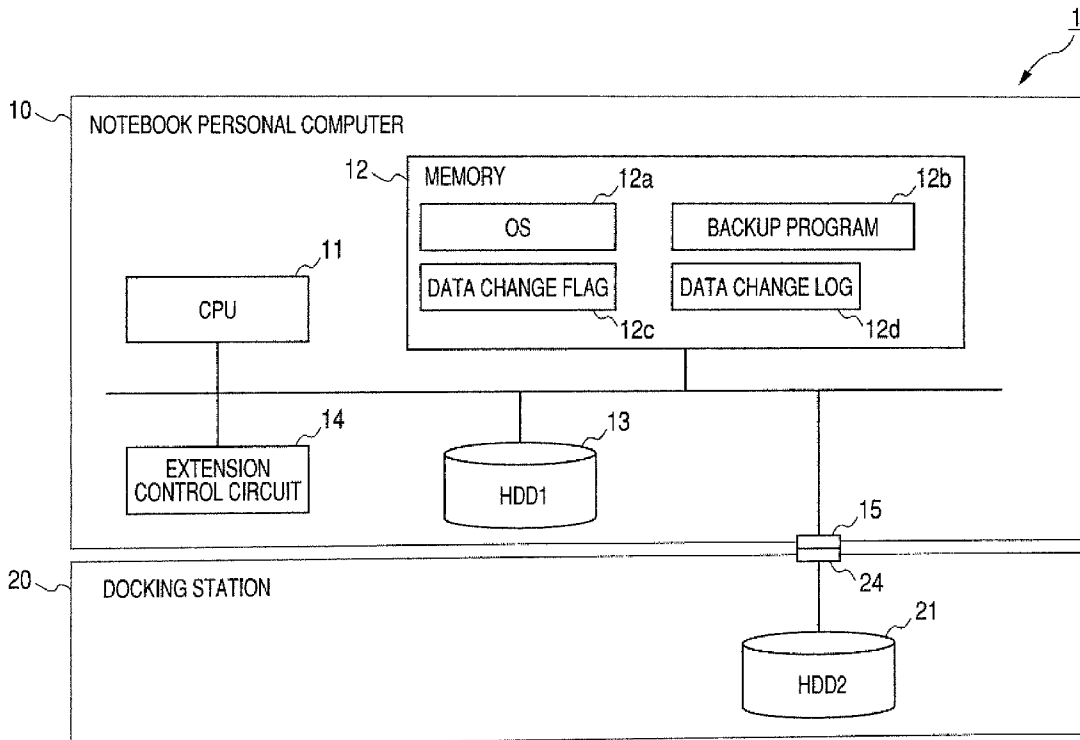 1
10
NOTEBOOK PERSONAL COMPUTER
12
MEMORY
12a
12b
OS
BACKUP PROGRAM
11
CPU
DATA CHANGE FLAG
DATA CHANGE LOG
12c
12d
14
EXTENSION
CONTROL CIRCUIT
13
HDD1
15
20
DOCKING STATION
24
21
HDD2